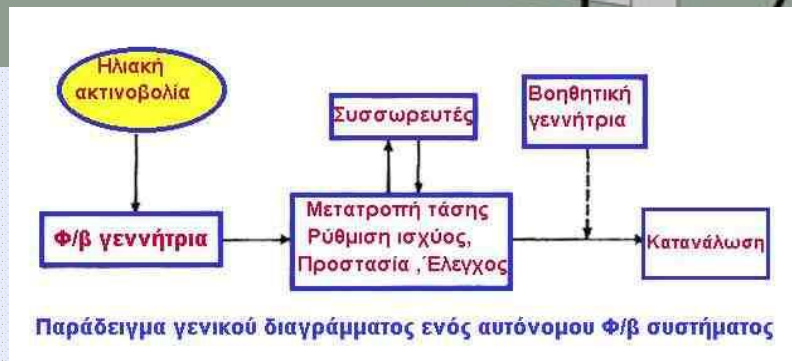 Ηλιακή
ακτινοβολία
Συσσωρευτές
Βοηθητική
γεννήτρια
Φ/β γεννήτρια
Μετατροπή τάσης
Ρύθμιση ισχύος,
Προστασία ,Έλεγχος
Κατανάλωση
Παράδειγμα γενικού διαγράμματος ενός αυτόνομου Φ/β συστήματος